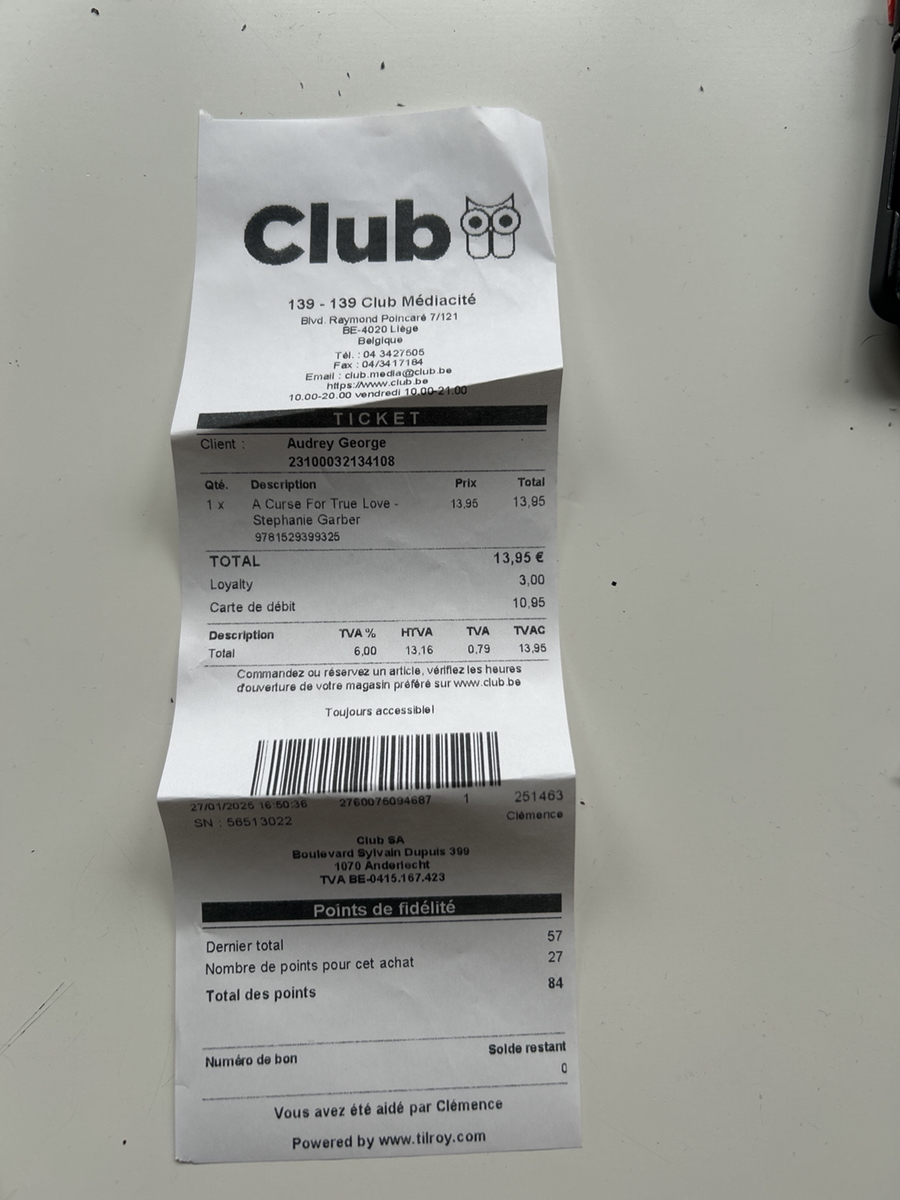 Club
139 - 139 Club Médiacité
Blvd. Raymond Poincaré 7/121
BE-4020 Liège
Belgique
Tél. : 04 3427605
Fax : 04/3417184
Email : club.media@club.be
https://www.club.be
10.00-20.00 vendredi 10.00-21.00
TICKET
Client : Audrey George
23100032134108
Qté. Description Prix Total
1 x A Curse For True Love - 13,95 13,95
Stephanie Garber
9781529399325
TOTAL 13,95 €
Loyalty 3,00
Carte de débit 10,95
Description TVA % HTVA TVA TVAC
Total 6,00 13,16 0,79 13,95
Commandez ou réservez un article, vérifiez les heures
d'ouverture de votre magasin préféré sur www.club.be
Toujours accessible!
27/01/2025 16:50:36 2760076094687 1 251463
SN : 56513022 Clémence
Club SA
Boulevard Sylvain Dupuis 399
1070 Anderlecht
TVA BE-0415.167.423
Points de fidélité
Dernier total 57
Nombre de points pour cet achat 27
Total des points 84
Numéro de bon Solde restant
0
Vous avez été aidé par Clémence
Powered by www.tilroy.com